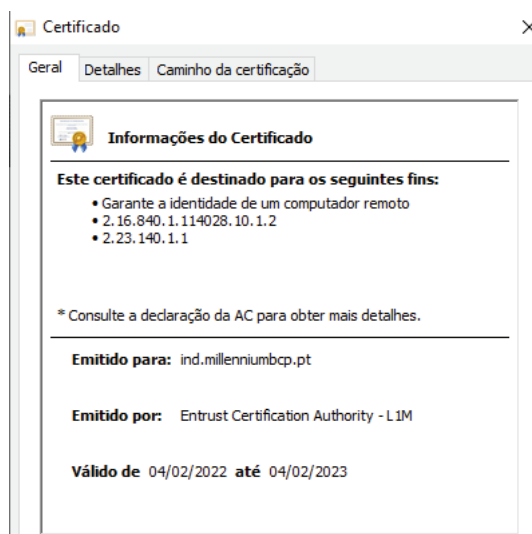 Certificado
Geral Detalhes Caminho da certificação
Informações do Certificado
Este certificado é destinado para os seguintes fins:
• Garante a identidade de um computador remoto
• 2.16.840.1.114028.10.1.2
• 2.23.140.1.1
* Consulte a declaração da AC para obter mais detalhes.
Emitido para: ind.millenniumbcp.pt
Emitido por: Entrust Certification Authority - L1M
Válido de 04/02/2022 até 04/02/2023